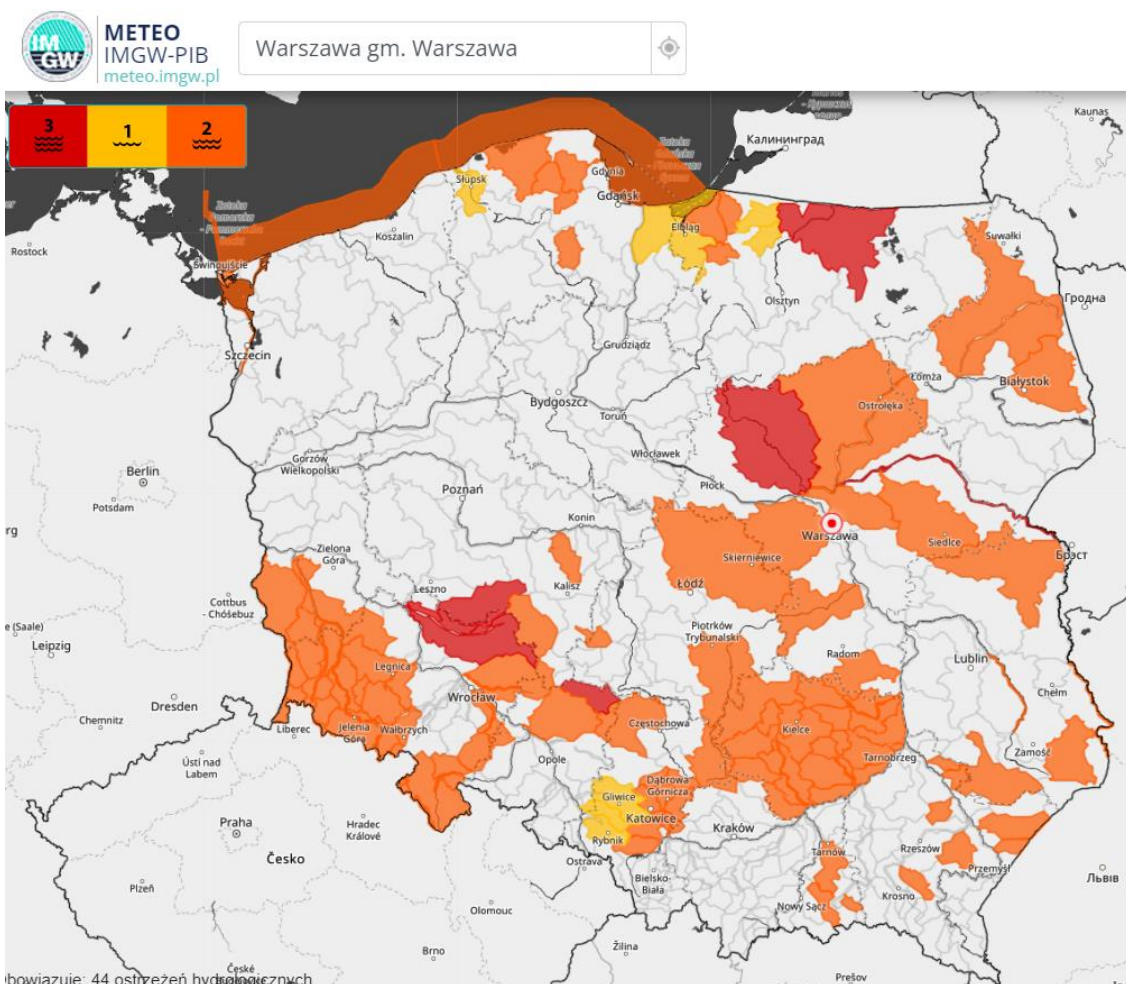 METEO
IMGW-PIB
meteo.imgw.pl
IM
GW
Warszawa gm. Warszawa
3
1
2
Kaunas
Калининград
Gdynia
Słupsk
Gdańsk
Elbląg
Suwałki
Rostock
Koszalin
Świnoujście
Olsztyn
Гродна
Szczecin
Grudziądz
Łomża
Białystok
Bydgoszcz
Ostrołęka
Toruń
Włocławek
Gorzów
Wielkopolski
Berlin
Poznań
Płock
Potsdam
Konin
Warszawa
Siedlce
Брэст
Zielona
Góra
Skierniewice
Łódź
Leszno
Kalisz
Cottbus
- Chóśebuz
e (Saale)
Leipzig
Piotrków
Trybunalski
Radom
Lublin
Legnica
Wrocław
Chełm
Dresden
Chemnitz
Liberec
Jelenia
Góra
Wałbrzych
Częstochowa
Kielce
Zamość
Tarnobrzeg
Opole
Ústí nad
Labem
Dąbrowa
Górnicza
Gliwice
Katowice
Praha
Hradec
Králové
Rybnik
Kraków
Česko
Ostrava
Tarnów
Rzeszów
Przemyśl
Львів
Plzeň
Bielsko-
Biała
Krosno
Nowy Sącz
Olomouc
Žilina
Brno
Prešov
České
bowiązuje: 44 ostrzeżeń hydrologicznych